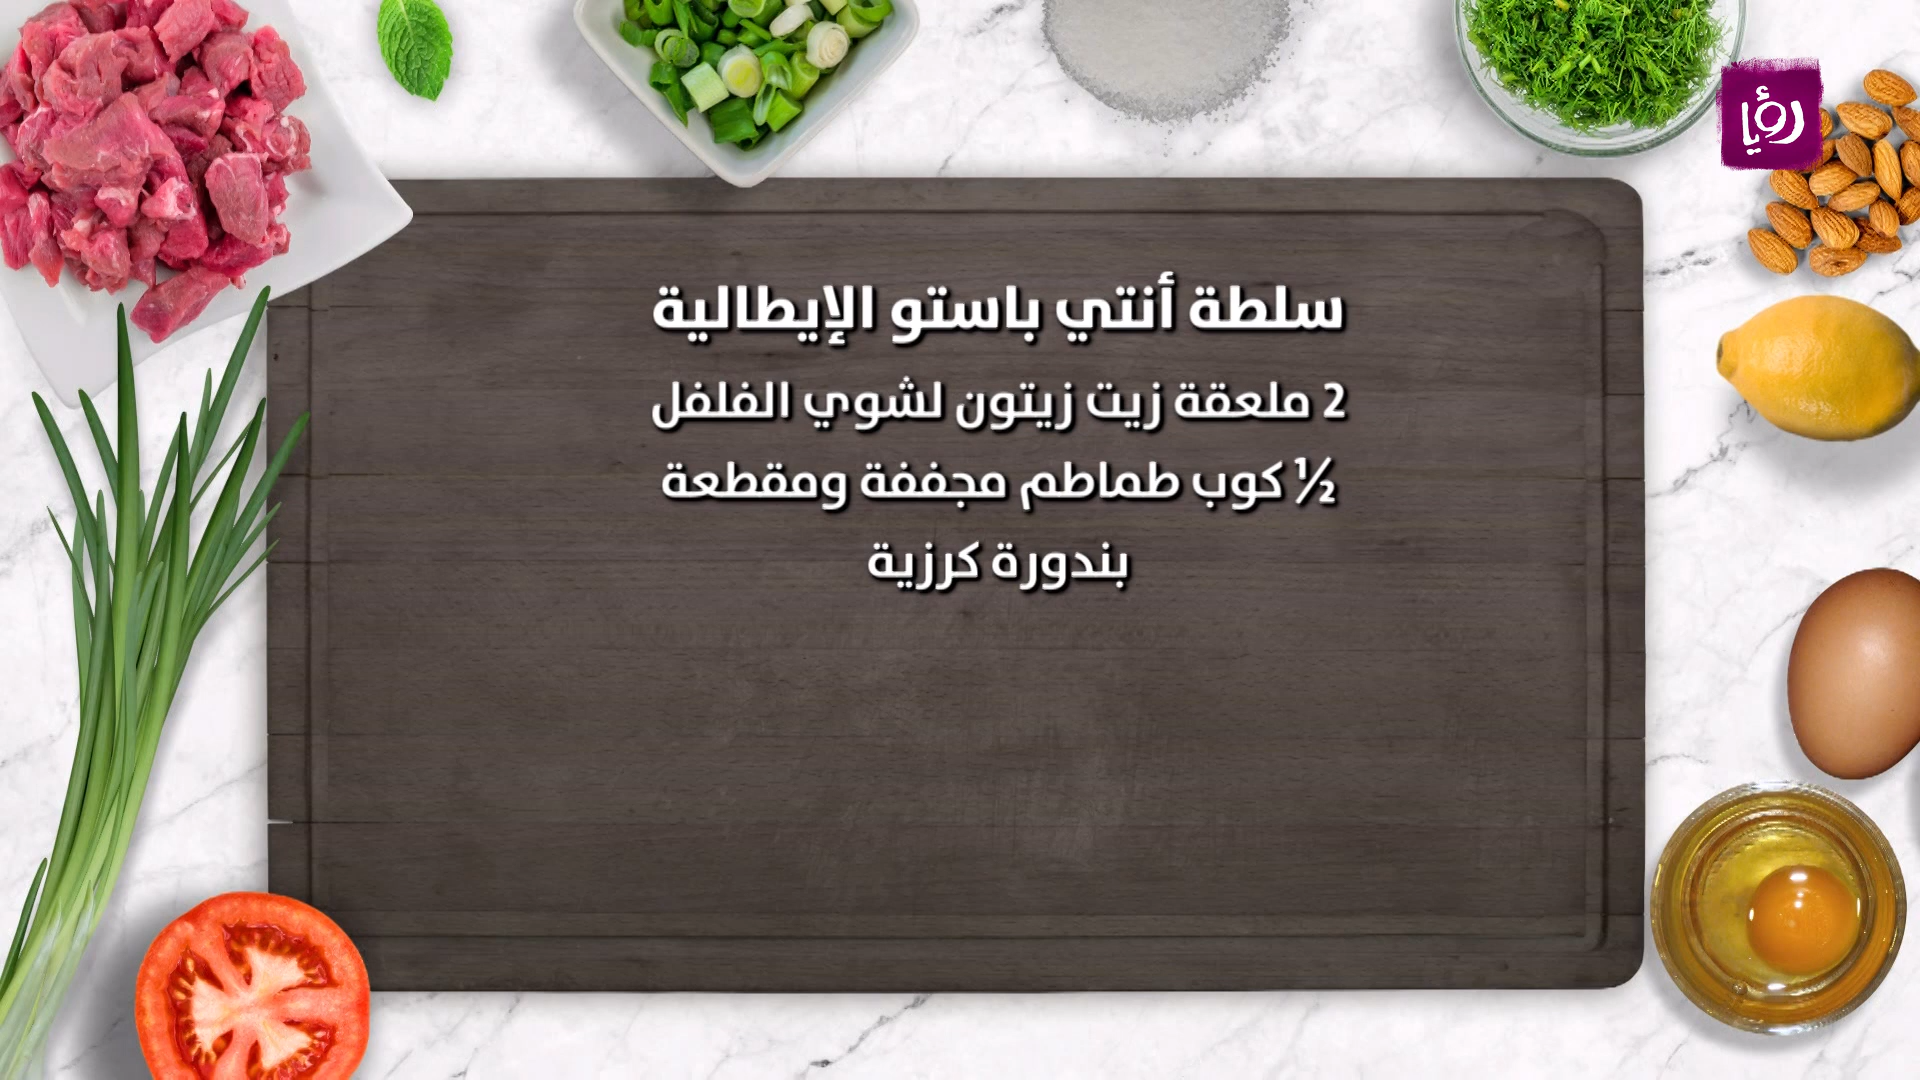 رؤيا
سلطة أنتي باستو الإيطالية
2 ملعقة زيت زيتون لشوي الفلفل
½ كوب طماطم مجففة ومقطعة
بندورة كرزية